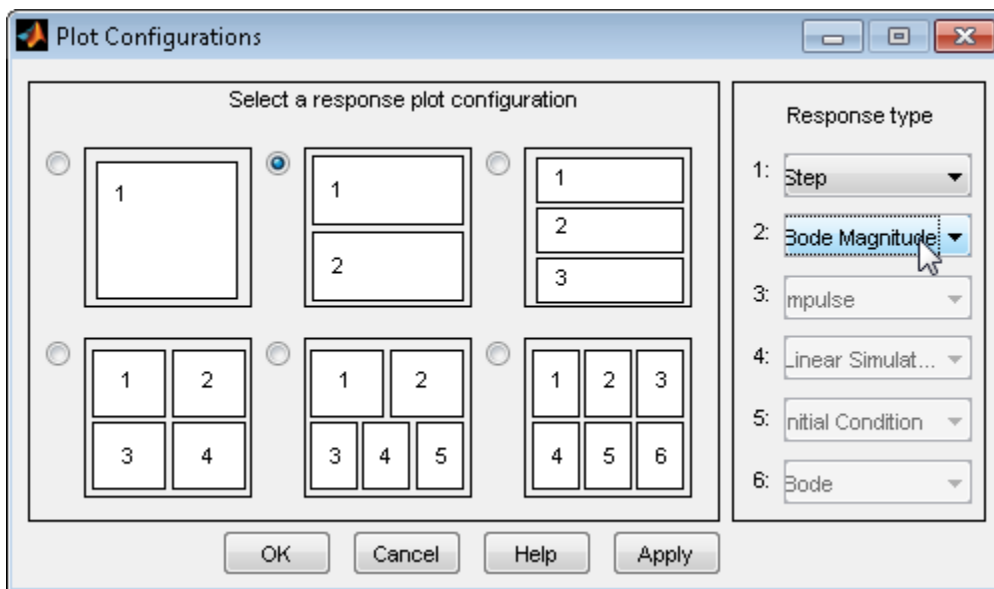 Plot Configurations
Select a response plot configuration
1
1
2
1
2
3
1 2
3 4
1 2
3 4 5
1 2 3
4 5 6
Response type
1: Step
2: Bode Magnitude
3: mpulse
4: Linear Simulat...
5: nitial Condition
6: Bode
OK Cancel Help Apply